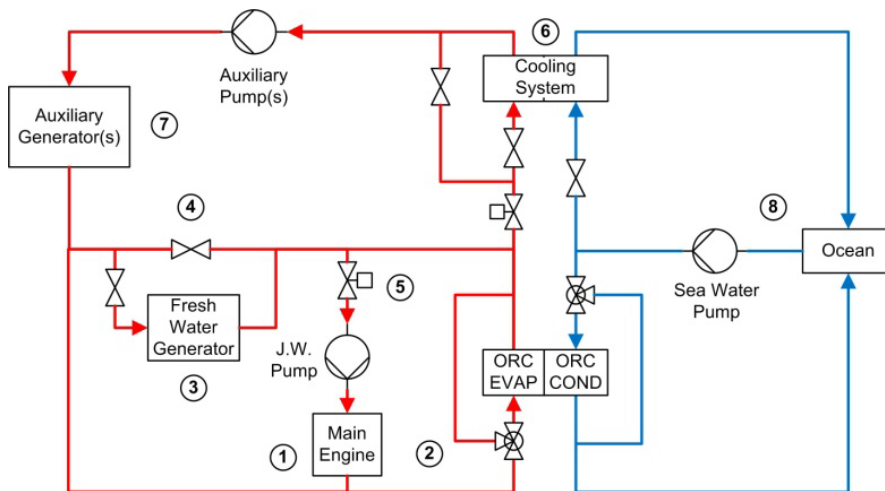 6
Cooling
System
Auxiliary
Pump(s)
Auxiliary
Generator(s)
7
4
8
Ocean
Sea Water
Pump
5
Fresh
Water
Generator
J.W.
Pump
ORC
EVAP
ORC
COND
3
1
Main
Engine
2